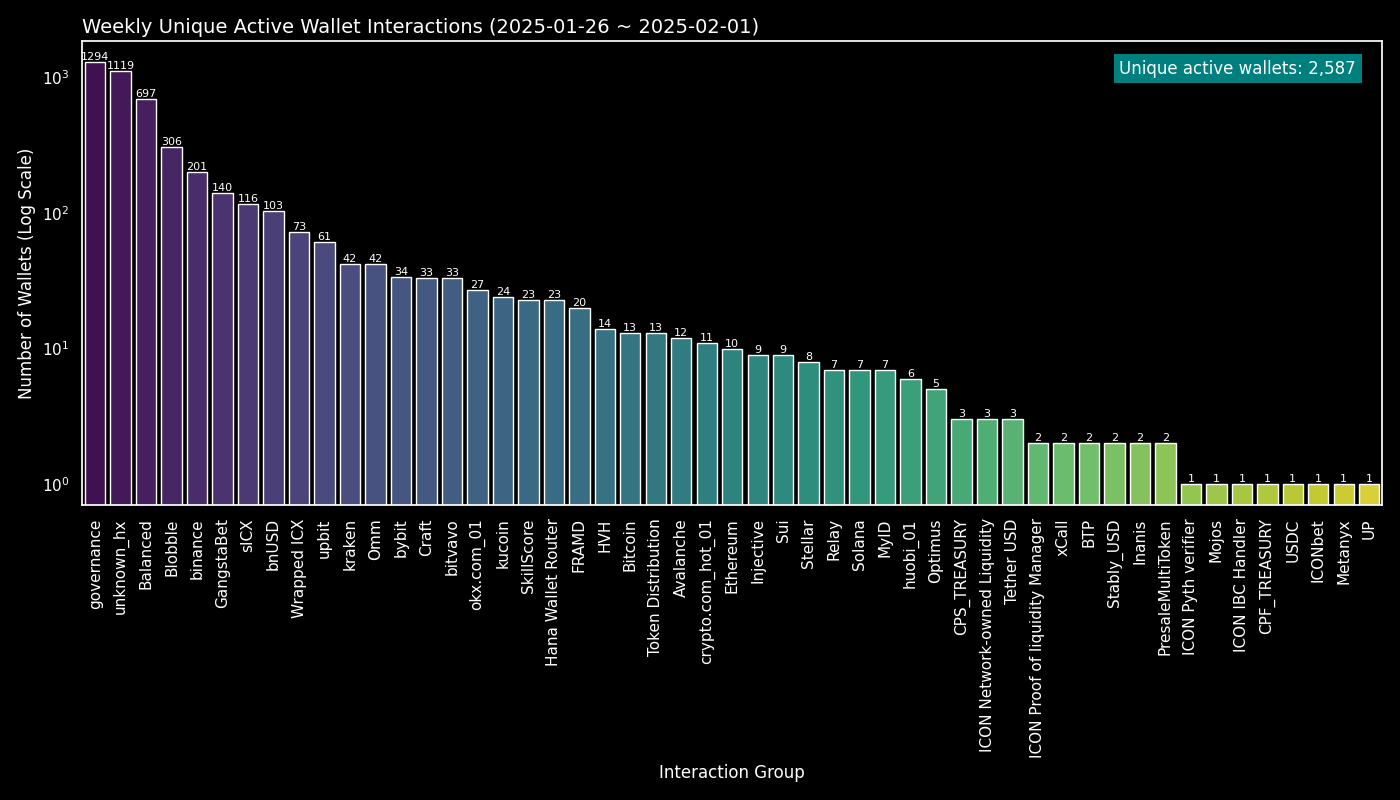 Weekly Unique Active Wallet Interactions (2025-01-26 ~ 2025-02-01)
Unique active wallets: 2,587
Number of Wallets (Log Scale)
10³
10²
10¹
10⁰
1294
1119
697
306
201
140
116
103
73
61
42
42
34
33
33
27
24
23
23
20
14
13
13
12
11
10
9
9
8
7
7
7
6
5
3
3
3
2
2
2
2
2
2
1
1
1
1
1
1
1
1
governance
unknown_hx
Balanced
Blobble
binance
GangstaBet
sICX
bnUSD
Wrapped ICX
upbit
kraken
Omm
bybit
Craft
bitvavo
okx.com_01
kucoin
SkillScore
Hana Wallet Router
FRAMD
HVH
Bitcoin
Token Distribution
Avalanche
crypto.com_hot_01
Ethereum
Injective
Sui
Stellar
Relay
Solana
MyID
huobi_01
Optimus
CPS_TREASURY
ICON Network-owned Liquidity
Tether USD
ICON Proof of liquidity Manager
xCall
BTP
Stably_USD
Inanis
PresaleMultiToken
ICON Pyth verifier
Mojos
ICON IBC Handler
CPF_TREASURY
USDC
ICONbet
Metanyx
UP
Interaction Group